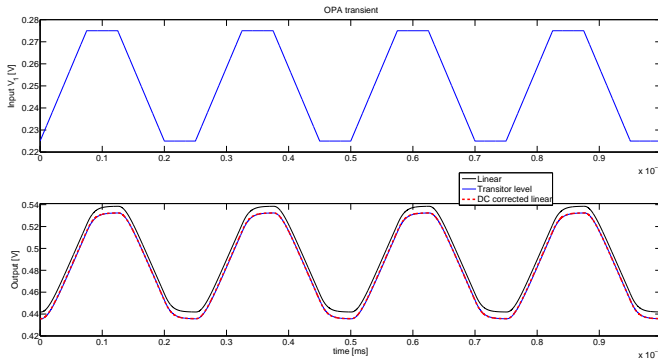 OPA transient
Input V_1 [V]
0.28
0.27
0.26
0.25
0.24
0.23
0.22
0 0.1 0.2 0.3 0.4 0.5 0.6 0.7 0.8 0.9
x 10^-
Linear
Transitor level
DC corrected linear
Output [V]
0.54
0.52
0.5
0.48
0.46
0.44
0.42
0 0.1 0.2 0.3 0.4 0.5 0.6 0.7 0.8 0.9
time [ms]
x 10^-